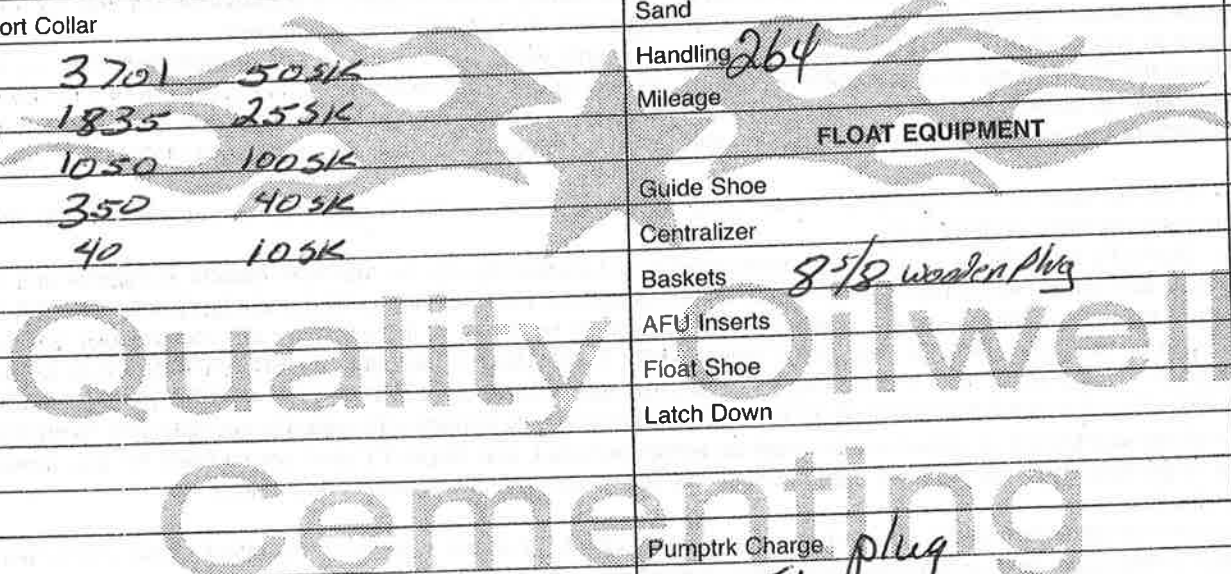 ort Collar
3701 50SK
1835 25SK
1050 100SK
350 40SK
40 10SK
Sand
Handling 264
Mileage
FLOAT EQUIPMENT
Guide Shoe
Centralizer
Baskets 8 5/8 wooden plug
AFU Inserts
Float Shoe
Latch Down
Pumptrk Charge plug
Quality Oilwell
Cementing